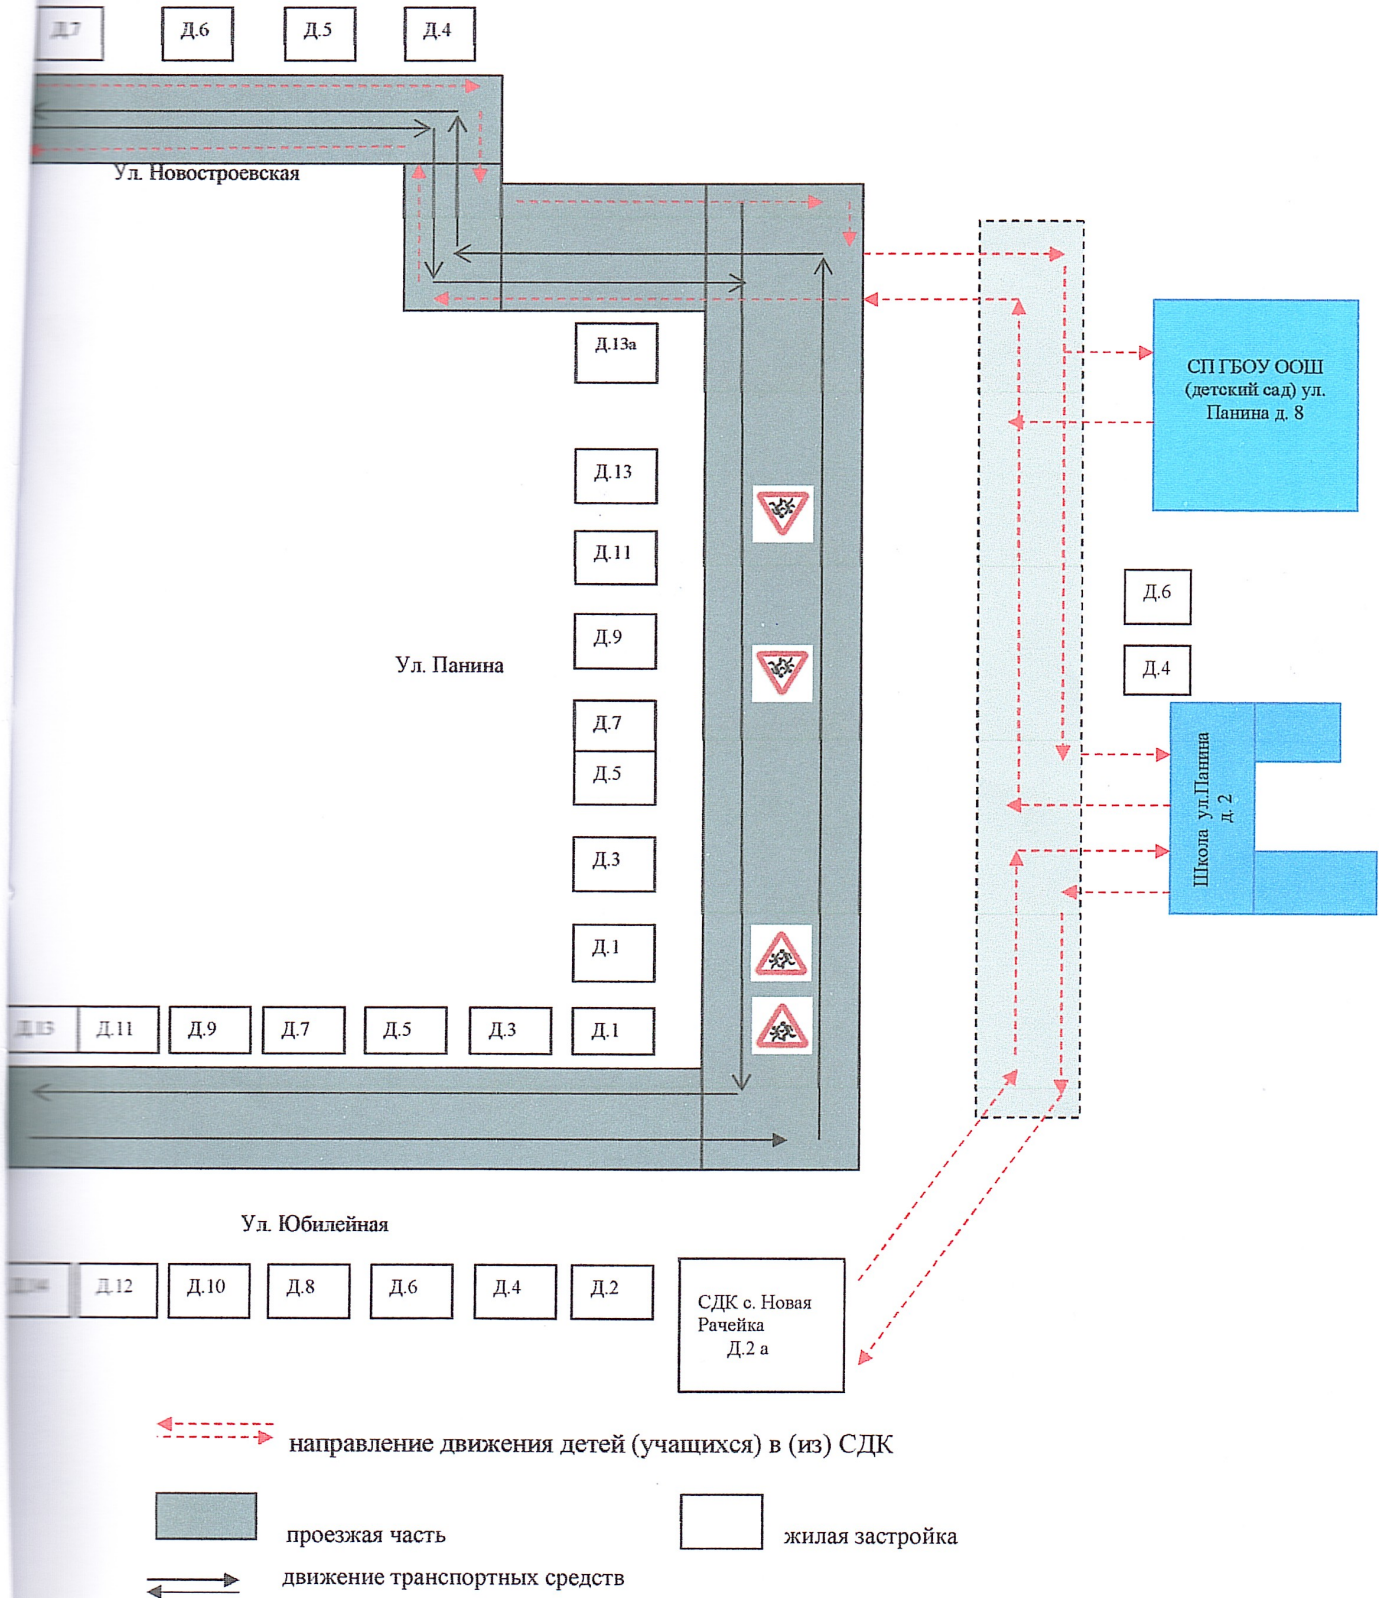 Д.7
Д.6
Д.5
Д.4
Ул. Новостроевская
Д.13а
СП ГБОУ ООШ
(детский сад) ул.
Панина д. 8
Д.13
Д.11
Д.6
Д.9
Ул. Панина
Д.4
Д.7
Школа ул.Панина
д. 2
Д.5
Д.3
Д.1
Д.13
Д.11
Д.9
Д.7
Д.5
Д.3
Д.1
Ул. Юбилейная
Д.12
Д.10
Д.8
Д.6
Д.4
Д.2
СДК с. Новая
Рачейка
Д.2 а
направление движения детей (учащихся) в (из) СДК
проезжая часть
жилая застройка
движение транспортных средств